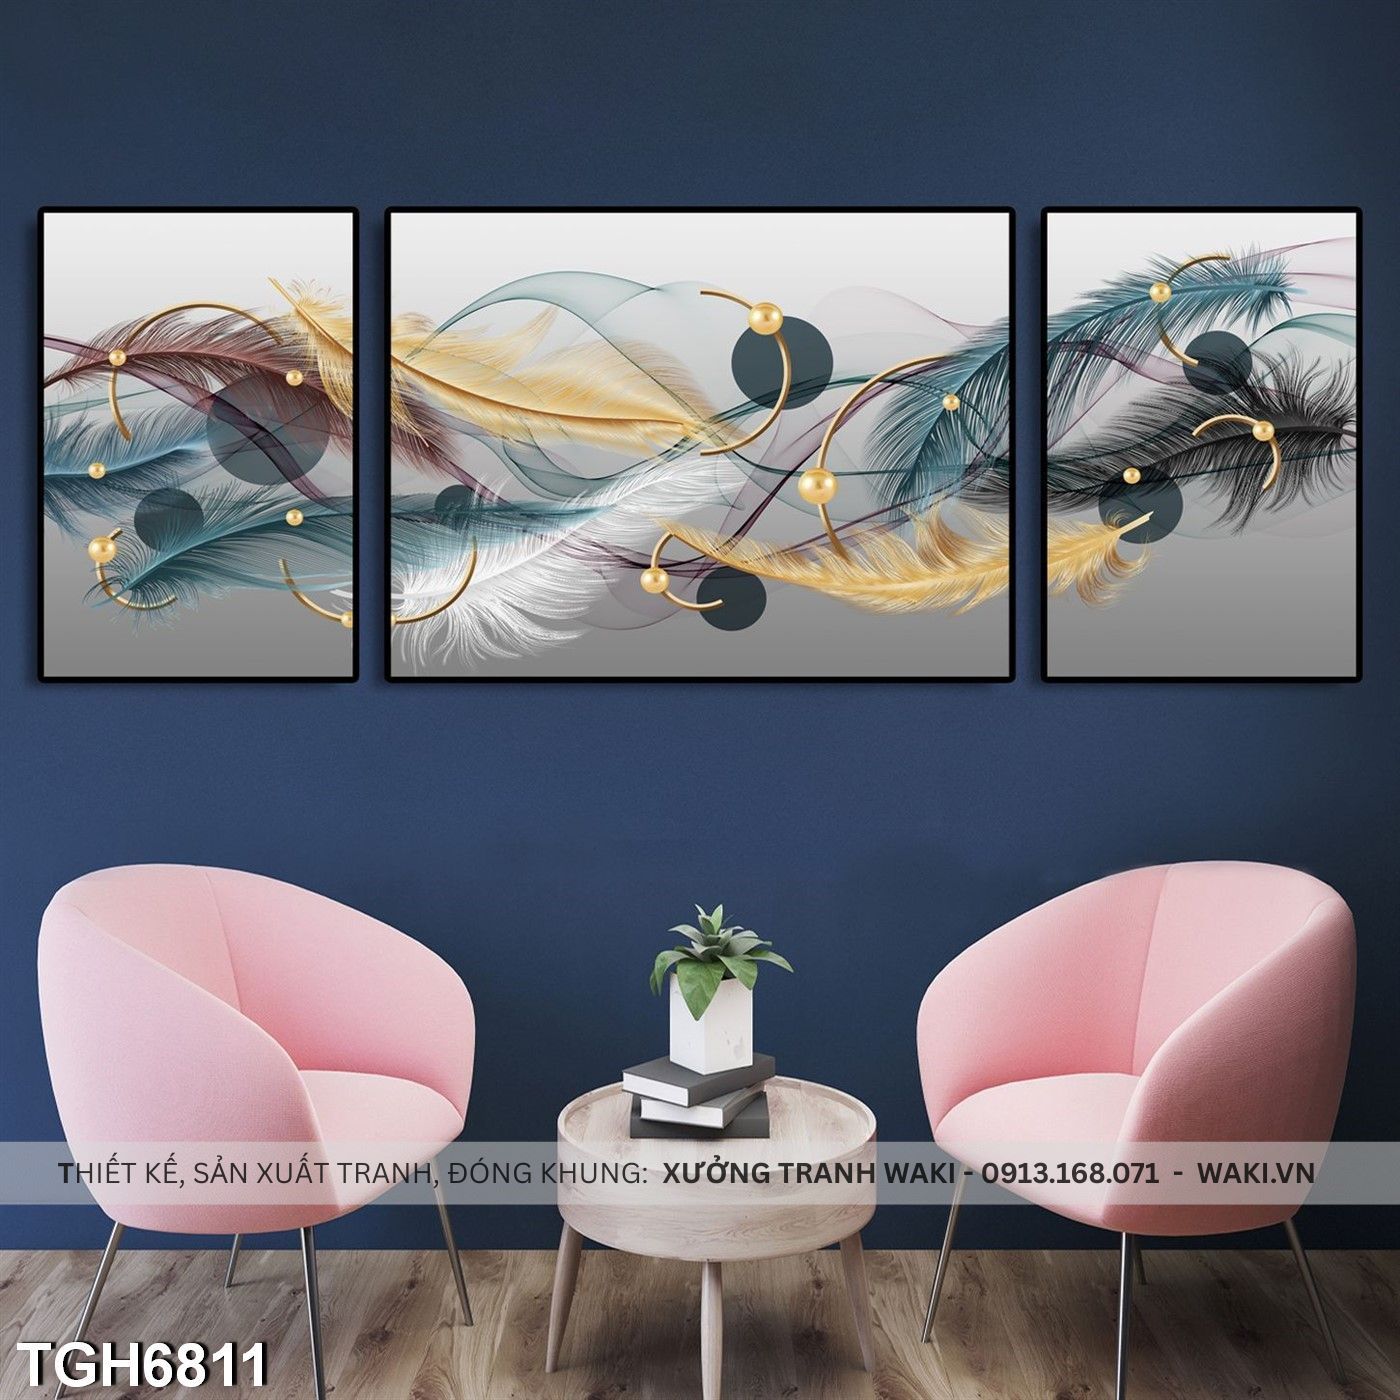 THIẾT KẾ, SẢN XUẤT TRANH, ĐÓNG KHUNG: XƯỞNG TRANH WAKI - 0913.168.071 - WAKI.VN
TGH6811